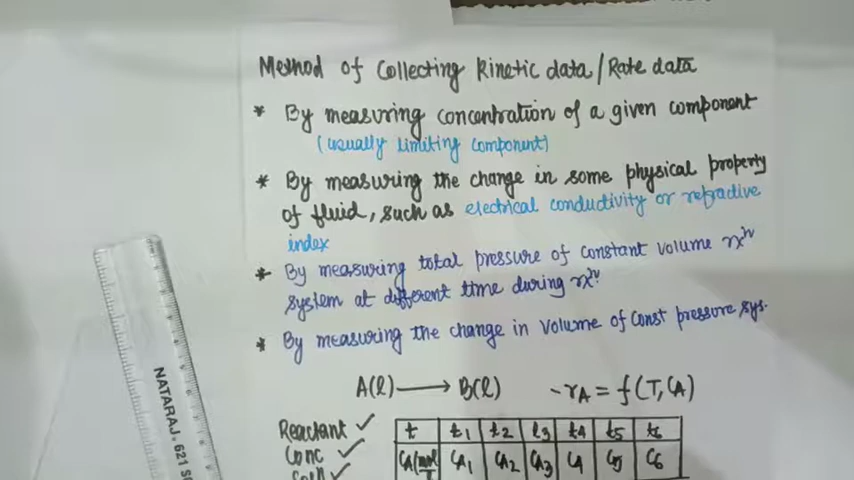 Method of Collecting Kinetic data/Rate data
* By measuring concentration of a given component
(usually limiting component)
* By measuring the change in some physical property
of fluid, such as electrical conductivity or refradive
index
* By measuring total pressure of constant volume rxⁿ
system at different time during rxⁿ.
* By measuring the change in volume of const pressure sys.
A(l) ⟶ B(l) -rA = f(T, CA)
Reactant ✓
Conc ✓
t t1 t2 t3 t4 t5 t6
CA(mol CA1 CA2 CA3 C4 C5 C6
NATARAJ. 621